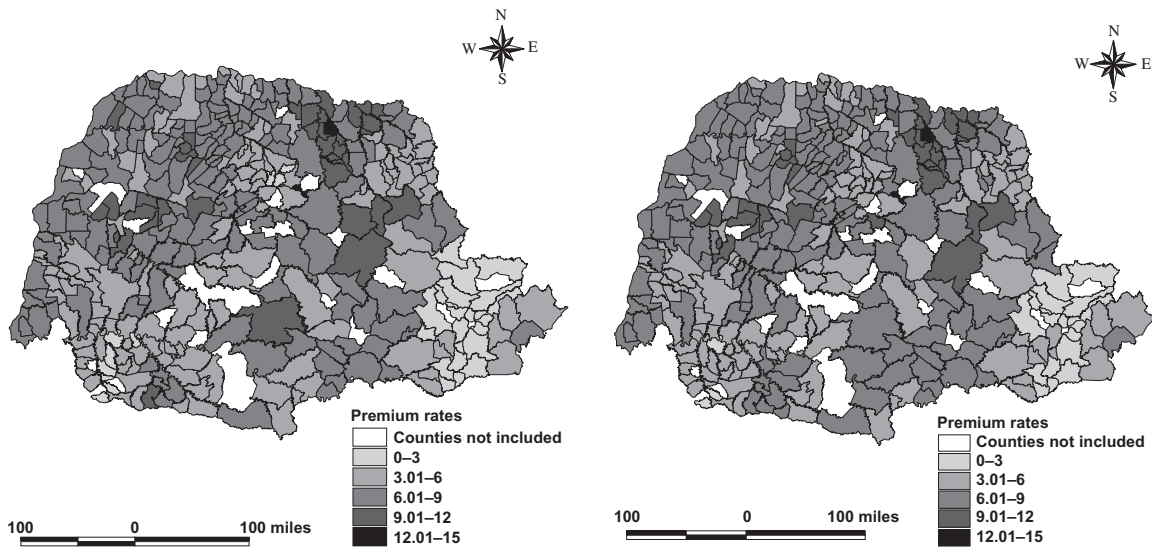 N
W E
S
Premium rates
Counties not included
0–3
3.01–6
6.01–9
9.01–12
12.01–15
100 0 100 miles
N
W E
S
Premium rates
Counties not included
0–3
3.01–6
6.01–9
9.01–12
12.01–15
100 0 100 miles